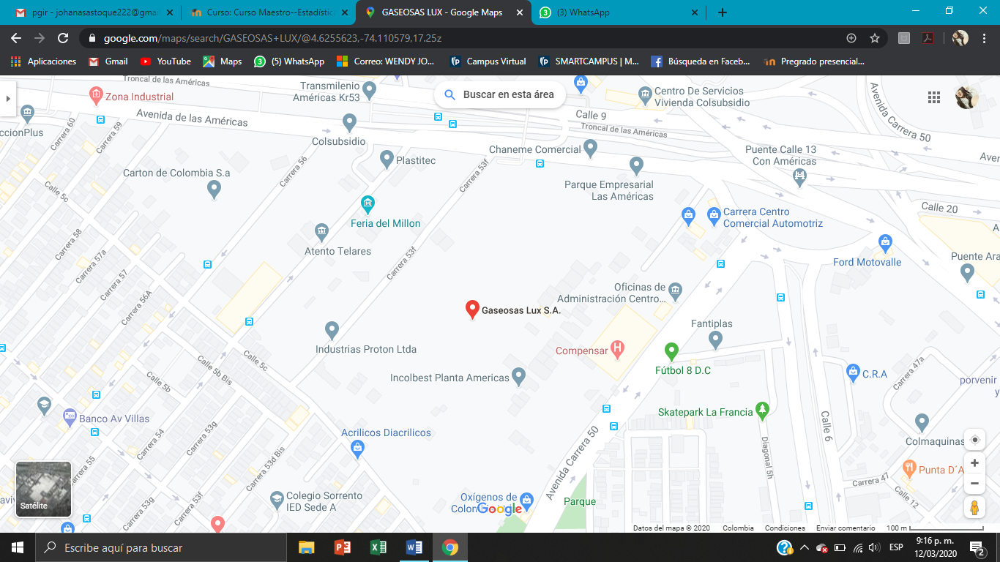 pgir - johanasastoque222@gmai
Curso: Curso Maestro--Estadístic
GASEOSAS LUX - Google Maps
(3) WhatsApp
google.com/maps/search/GASEOSAS+LUX/@4.6255623,-74.110579,17.25z
Aplicaciones
Gmail
YouTube
Maps
(5) WhatsApp
Correo: WENDY JO...
Campus Virtual
SMARTCAMPUS | M...
Búsqueda en Faceb...
Pregrado presencial...
Troncal de las Américas
Transmilenio
Américas Kr53
Buscar en esta área
Centro De Servicios
Vivienda Colsubsidio
Avenida Carrera 50
Zona Industrial
Avenida de las Américas
Calle 9
Troncal de las Américas
ccionPlus
Carrera 60
Carrera 59
Colsubsidio
Chaneme Comercial
Puente Calle 13
Con Américas
Aven
Plastitec
Carrera 56
Carrera 53f
Carton de Colombia S.a
Parque Empresarial
Las Américas
Calle 5c
Calle 20
Feria del Millon
Carrera Centro
Comercial Automotriz
Carrera 58
Atento Telares
Carrera 57a
Carrera 53f
Ford Motovalle
Puente Ara
Carrera 57
Oficinas de
Administración Centro...
Carrera 56A
Gaseosas Lux S.A.
Fantiplas
Industrias Proton Ltda
Compensar
Calle 5c
Calle 5b Bis
Calle 5b
Fútbol 8 D.C
Carrera 47a
C.R.A
Incolbest Planta Americas
porvenir
y
Skatepark La Francia
Banco Av Villas
53g
Calle 6
Acrilicos Diacrilicos
Avenida Carrera 50
Colmaquinas
Carrera 54
Carrera 53d Bis
Diagonal 5h
Carrera 55
Punta D´A
Carrera 47
Calle 12
Satélite
Colegio Sorrento
IED Sede A
Carrera 53g
Oxígenos de
Colon
Google
Parque
Datos del mapa © 2020
Colombia
Condiciones
Enviar comentario
100 m
Escribe aquí para buscar
ESP
9:16 p. m.
12/03/2020
2